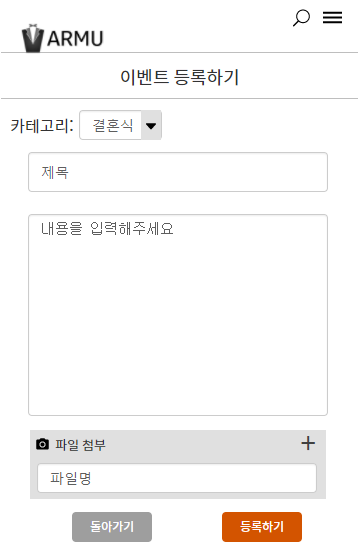 ARMU
이벤트 등록하기
카테고리: 결혼식
제목
내용을 입력해주세요
파일 첨부
파일명
돌아가기 등록하기